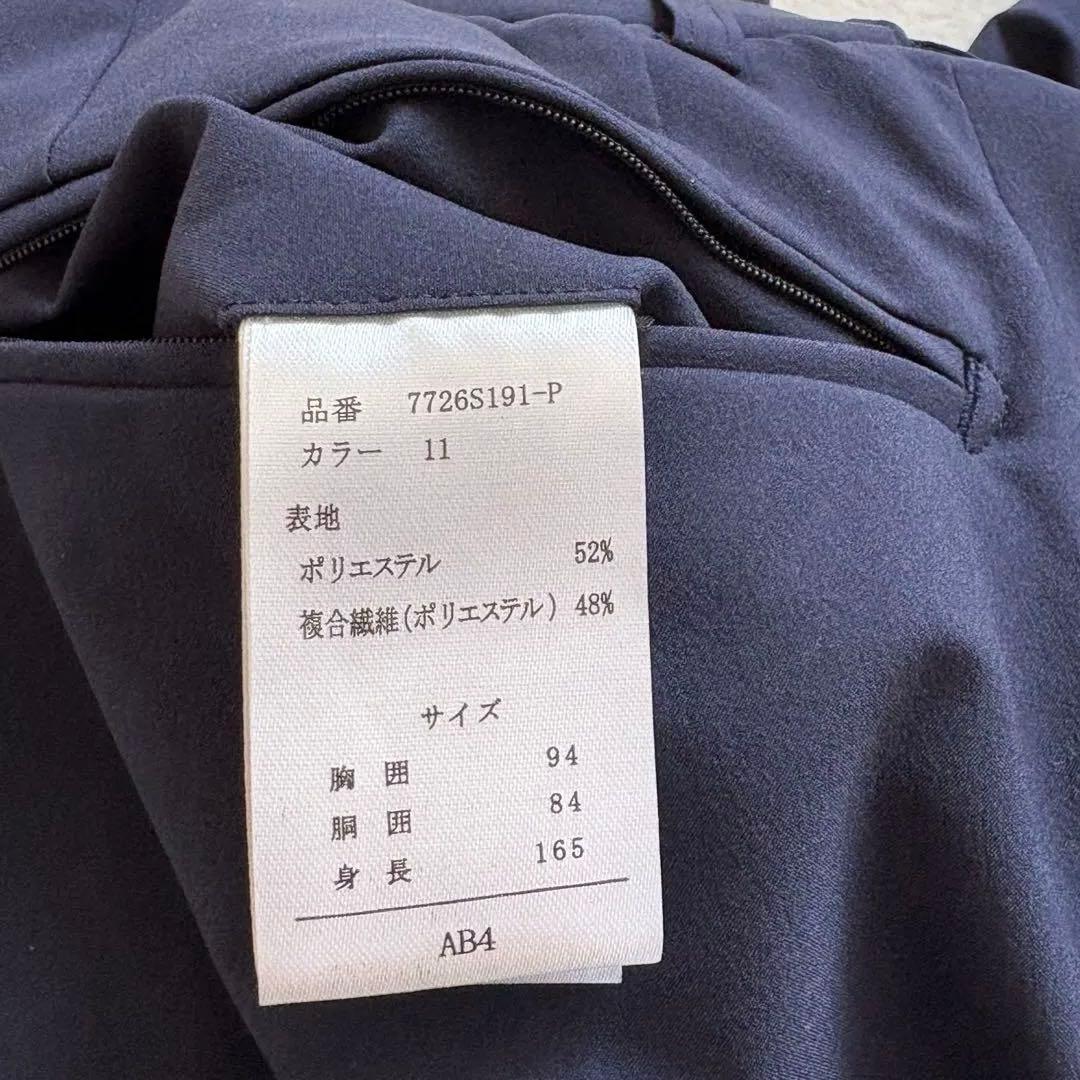 品番 7726S191-P
カラー 11
表地
ポリエステル 52%
複合繊維(ポリエステル) 48%
サイズ
胸囲 94
胴囲 84
身長 165
AB4